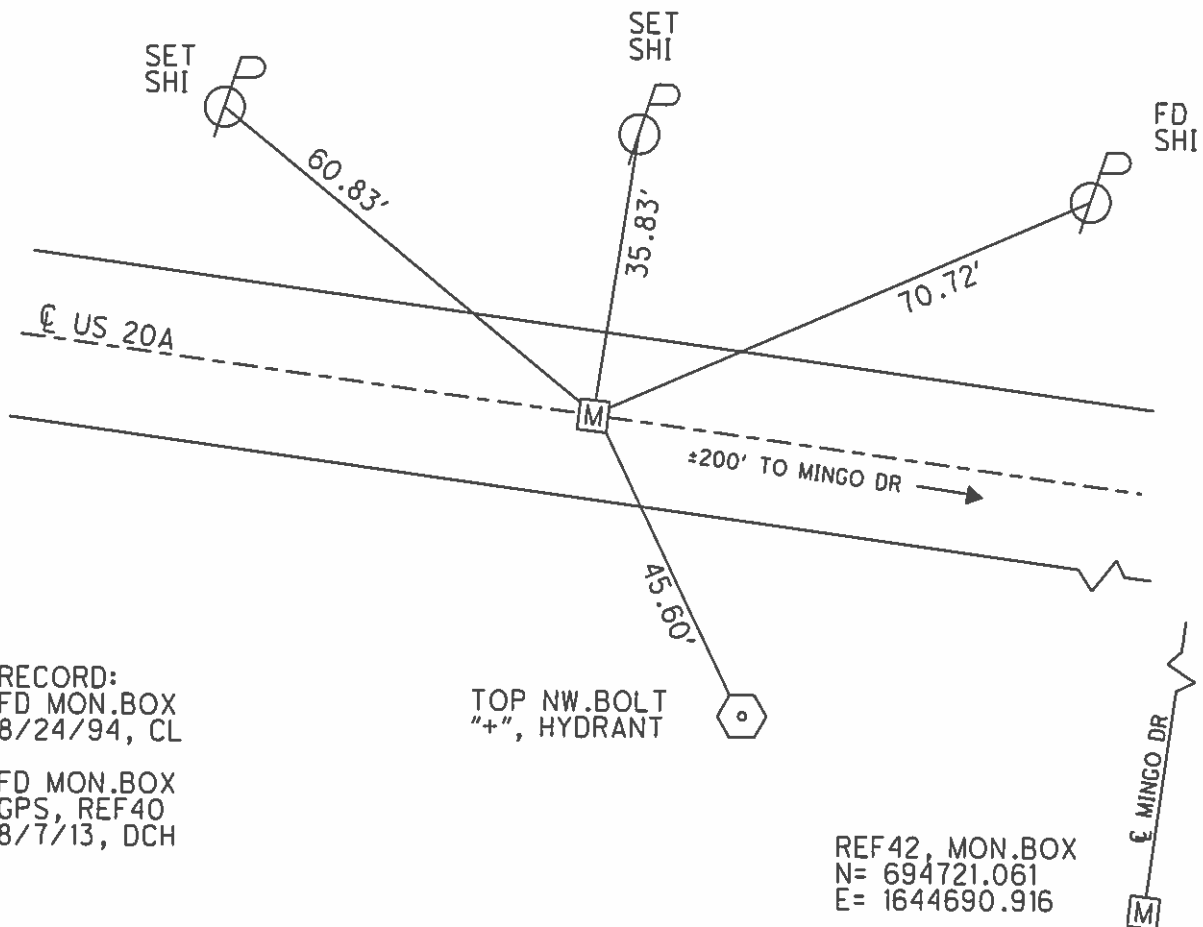 SET
SHI
SET
SHI
FD
SHI
60.83'
35.83'
70.72'
℄ US 20A
M
±200' TO MINGO DR
45.60'
RECORD:
FD MON.BOX
8/24/94, CL
FD MON.BOX
GPS, REF40
8/7/13, DCH
TOP NW.BOLT
"+", HYDRANT
℄ MINGO DR
REF42, MON.BOX
N= 694721.061
E= 1644690.916
M